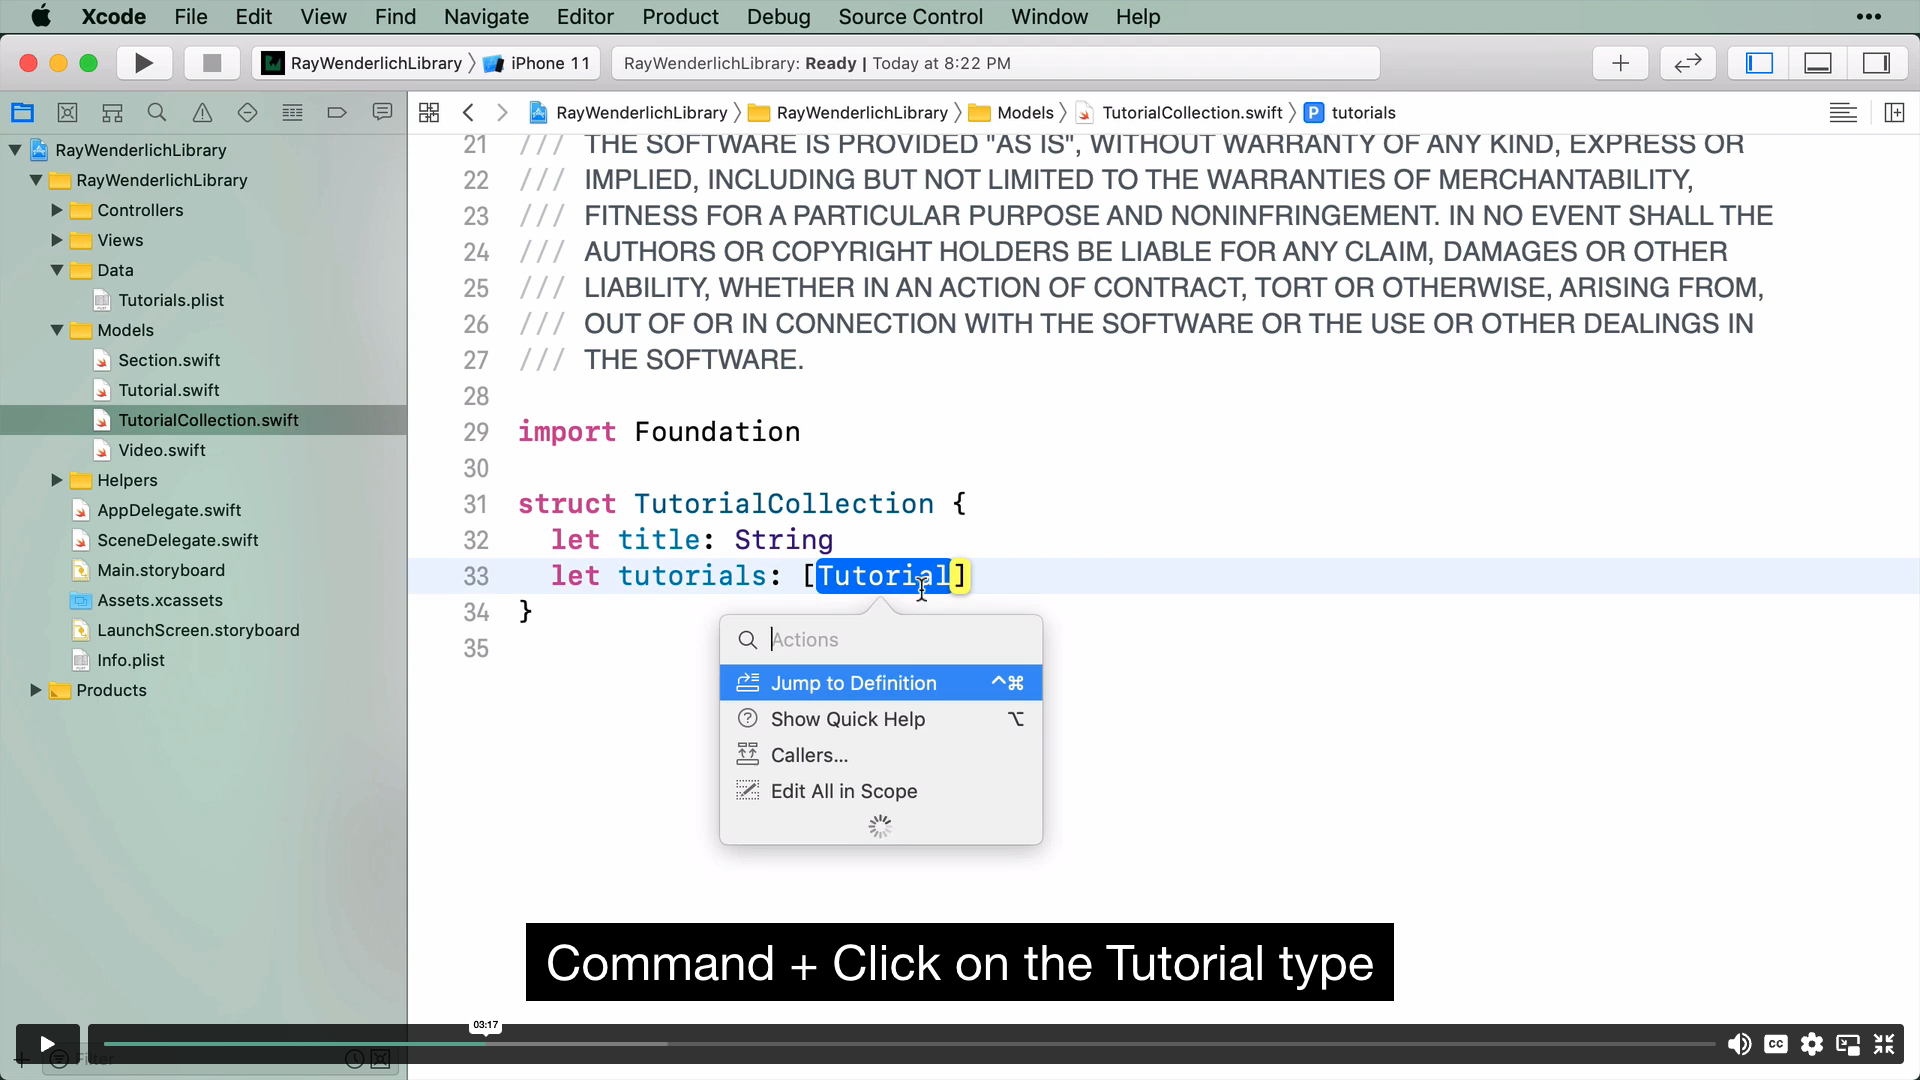 Xcode File Edit View Find Navigate Editor Product Debug Source Control Window Help
RayWenderlichLibrary iPhone 11 RayWenderlichLibrary: Ready | Today at 8:22 PM
RayWenderlichLibrary RayWenderlichLibrary Models TutorialCollection.swift P tutorials
RayWenderlichLibrary
RayWenderlichLibrary
Controllers
Views
Data
Tutorials.plist
Models
Section.swift
Tutorial.swift
TutorialCollection.swift
Video.swift
Helpers
AppDelegate.swift
SceneDelegate.swift
Main.storyboard
Assets.xcassets
LaunchScreen.storyboard
Info.plist
Products
Filter
21 /// THE SOFTWARE IS PROVIDED "AS IS", WITHOUT WARRANTY OF ANY KIND, EXPRESS OR
22 /// IMPLIED, INCLUDING BUT NOT LIMITED TO THE WARRANTIES OF MERCHANTABILITY,
23 /// FITNESS FOR A PARTICULAR PURPOSE AND NONINFRINGEMENT. IN NO EVENT SHALL THE
24 /// AUTHORS OR COPYRIGHT HOLDERS BE LIABLE FOR ANY CLAIM, DAMAGES OR OTHER
25 /// LIABILITY, WHETHER IN AN ACTION OF CONTRACT, TORT OR OTHERWISE, ARISING FROM,
26 /// OUT OF OR IN CONNECTION WITH THE SOFTWARE OR THE USE OR OTHER DEALINGS IN
27 /// THE SOFTWARE.
28
29 import Foundation
30
31 struct TutorialCollection {
32 let title: String
33 let tutorials: [Tutorial]
34 }
35
Actions
Jump to Definition ^⌘
Show Quick Help ⌥
Callers...
Edit All in Scope
Command + Click on the Tutorial type
03:17
CC